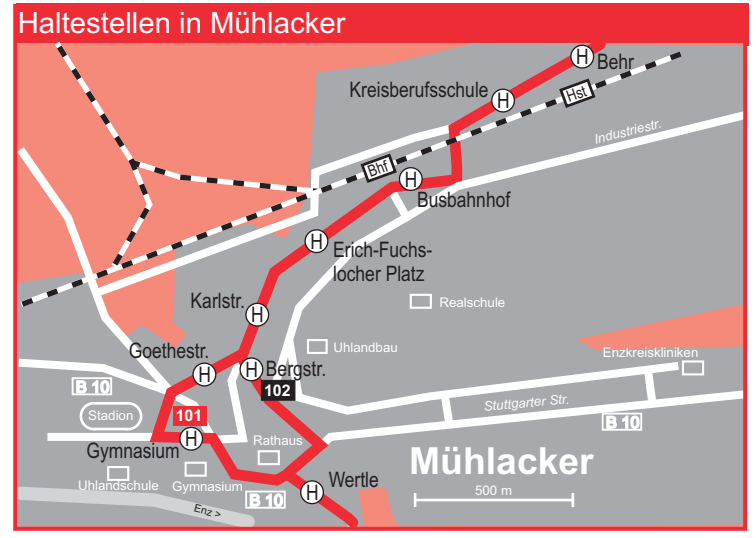 Haltestellen in Mühlacker
H Behr
Kreisberufsschule
H
Hst
Industriestr.
Bhf
H
Busbahnhof
H
Erich-Fuchs-
locher Platz
Karlstr.
H
Realschule
Goethestr.
Uhlandbau
Enzkreiskliniken
H
H Bergstr.
B 10
102
Stuttgarter Str.
Stadion
101
B 10
Gymnasium H
Rathaus
Mühlacker
Uhlandschule
Gymnasium
H Wertle
500 m
B 10
Enz >